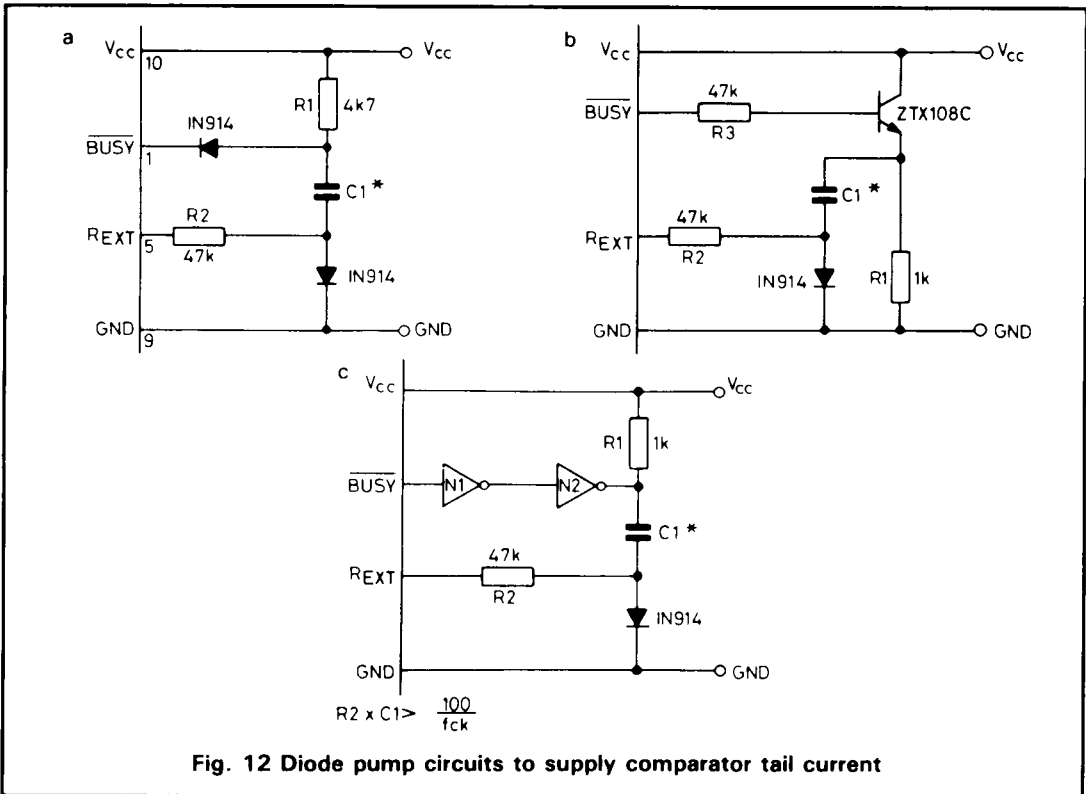 a
Vcc Vcc
10
R1 4k7
IN914
BUSY
1
C1 *
R2
REXT
5
47k
IN914
GND GND
9
b
Vcc Vcc
47k
BUSY
R3
ZTX108C
C1 *
47k
REXT
R2
IN914
R1 1k
GND GND
c
Vcc Vcc
R1 1k
BUSY N1 N2
C1 *
47k
REXT
R2
IN914
GND GND
R2 x C1> 100
fck
Fig. 12 Diode pump circuits to supply comparator tail current